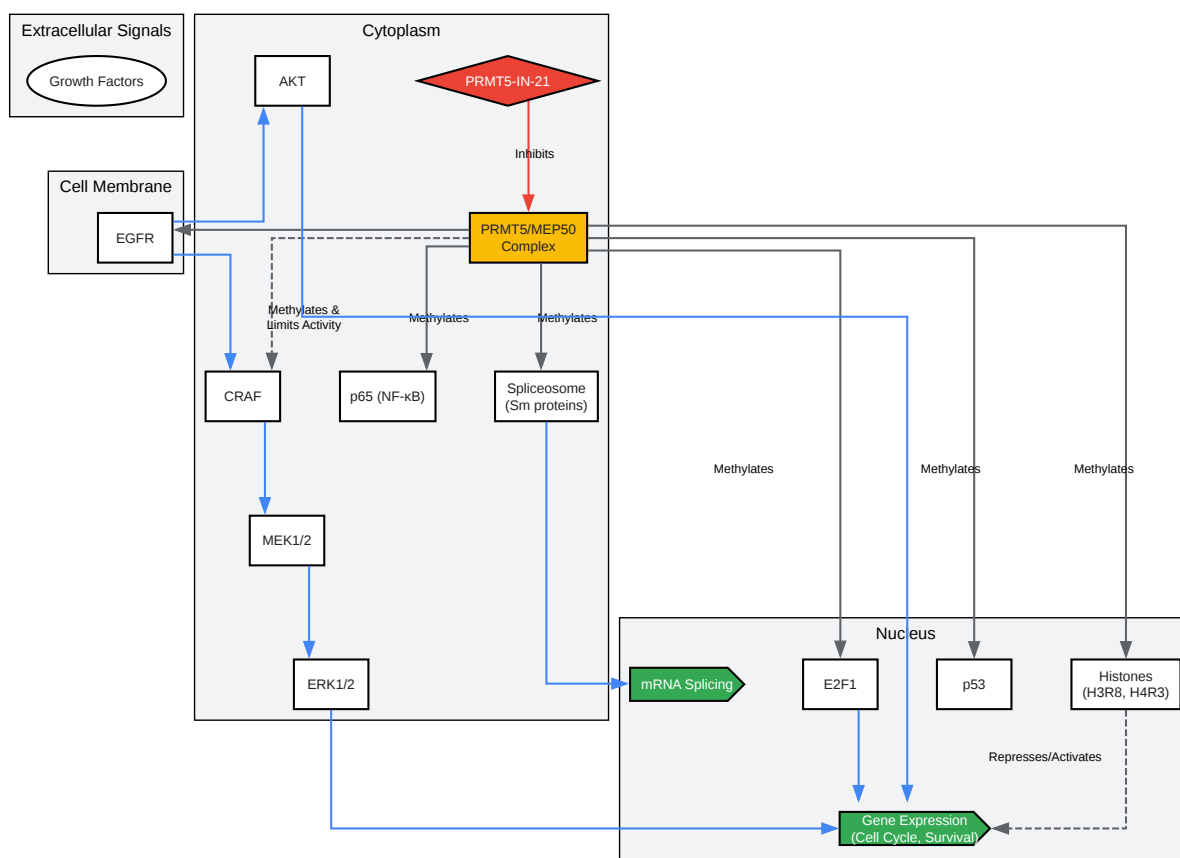 Extracellular Signals
Growth Factors
Cytoplasm
AKT
PRMT5-IN-21
Inhibits
Cell Membrane
EGFR
PRMT5/MEP50
Complex
Methylates &
Limits Activity
Methylates
Methylates
CRAF
p65 (NF-κB)
Spliceosome
(Sm proteins)
Methylates
Methylates
Methylates
MEK1/2
Nucleus
ERK1/2
mRNA Splicing
E2F1
p53
Histones
(H3R8, H4R3)
Represses/Activates
Gene Expression
(Cell Cycle, Survival)